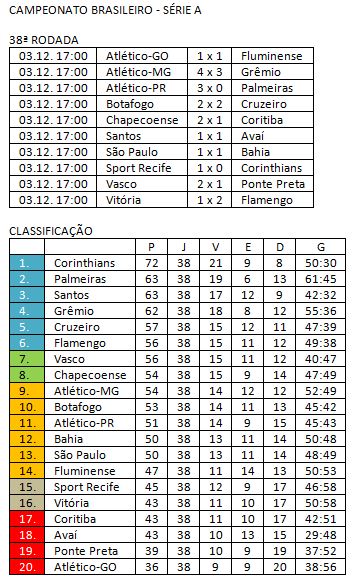 CAMPEONATO BRASILEIRO - SÉRIE A
38ª RODADA
03.12. 17:00 Atlético-GO 1 x 1 Fluminense
03.12. 17:00 Atlético-MG 4 x 3 Grêmio
03.12. 17:00 Atlético-PR 3 x 0 Palmeiras
03.12. 17:00 Botafogo 2 x 2 Cruzeiro
03.12. 17:00 Chapecoense 2 x 1 Coritiba
03.12. 17:00 Santos 1 x 1 Avaí
03.12. 17:00 São Paulo 1 x 1 Bahia
03.12. 17:00 Sport Recife 1 x 0 Corinthians
03.12. 17:00 Vasco 2 x 1 Ponte Preta
03.12. 17:00 Vitória 1 x 2 Flamengo
CLASSIFICAÇÃO
P J V E D G
1. Corinthians 72 38 21 9 8 50:30
2. Palmeiras 63 38 19 6 13 61:45
3. Santos 63 38 17 12 9 42:32
4. Grêmio 62 38 18 8 12 55:36
5. Cruzeiro 57 38 15 12 11 47:39
6. Flamengo 56 38 15 11 12 49:38
7. Vasco 56 38 15 11 12 40:47
8. Chapecoense 54 38 15 9 14 47:49
9. Atlético-MG 54 38 14 12 12 52:49
10. Botafogo 53 38 14 11 13 45:42
11. Atlético-PR 51 38 14 9 15 45:43
12. Bahia 50 38 13 11 14 50:48
13. São Paulo 50 38 13 11 14 48:49
14. Fluminense 47 38 11 14 13 50:53
15. Sport Recife 45 38 12 9 17 46:58
16. Vitória 43 38 11 10 17 50:58
17. Coritiba 43 38 11 10 17 42:51
18. Avaí 43 38 10 13 15 29:48
19. Ponte Preta 39 38 10 9 19 37:52
20. Atlético-GO 36 38 9 9 20 38:56